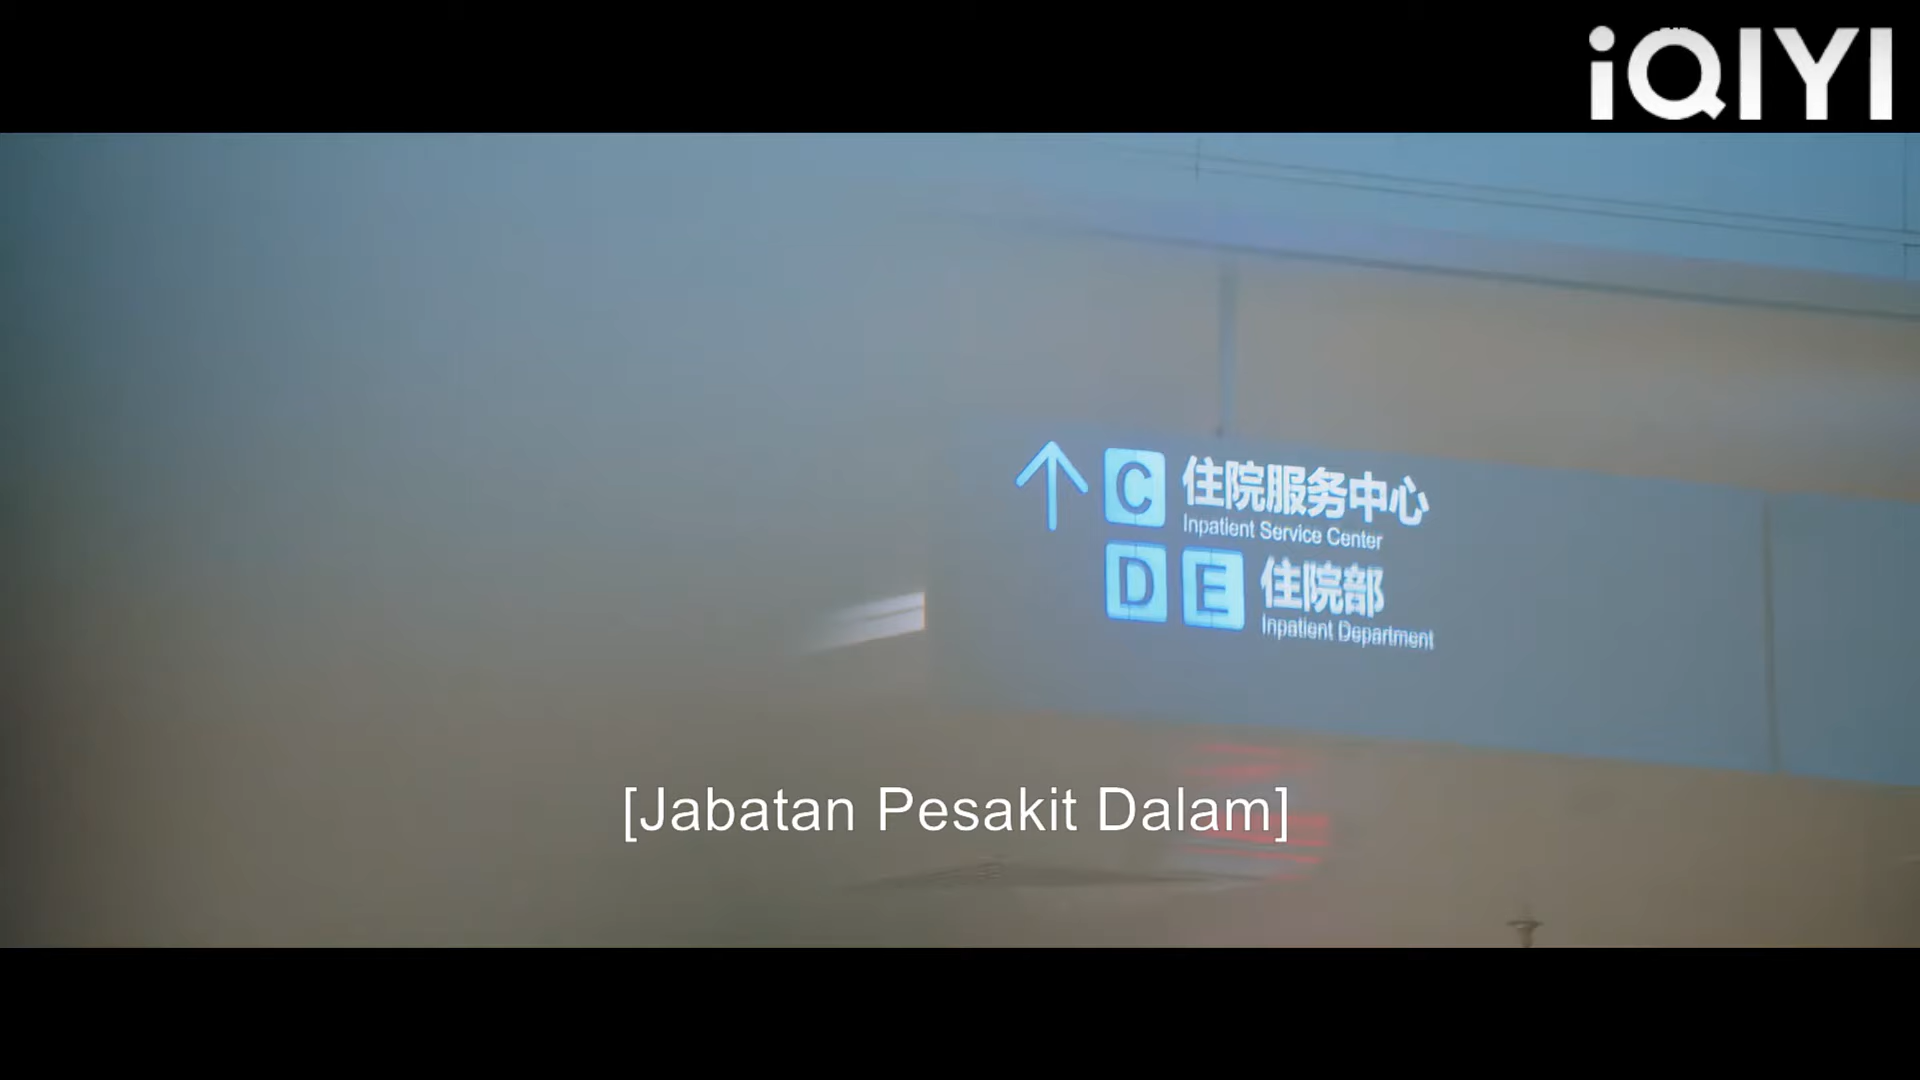 iQIYI
C 住院服务中心
Inpatient Service Center
D E 住院部
Inpatient Department
[Jabatan Pesakit Dalam]